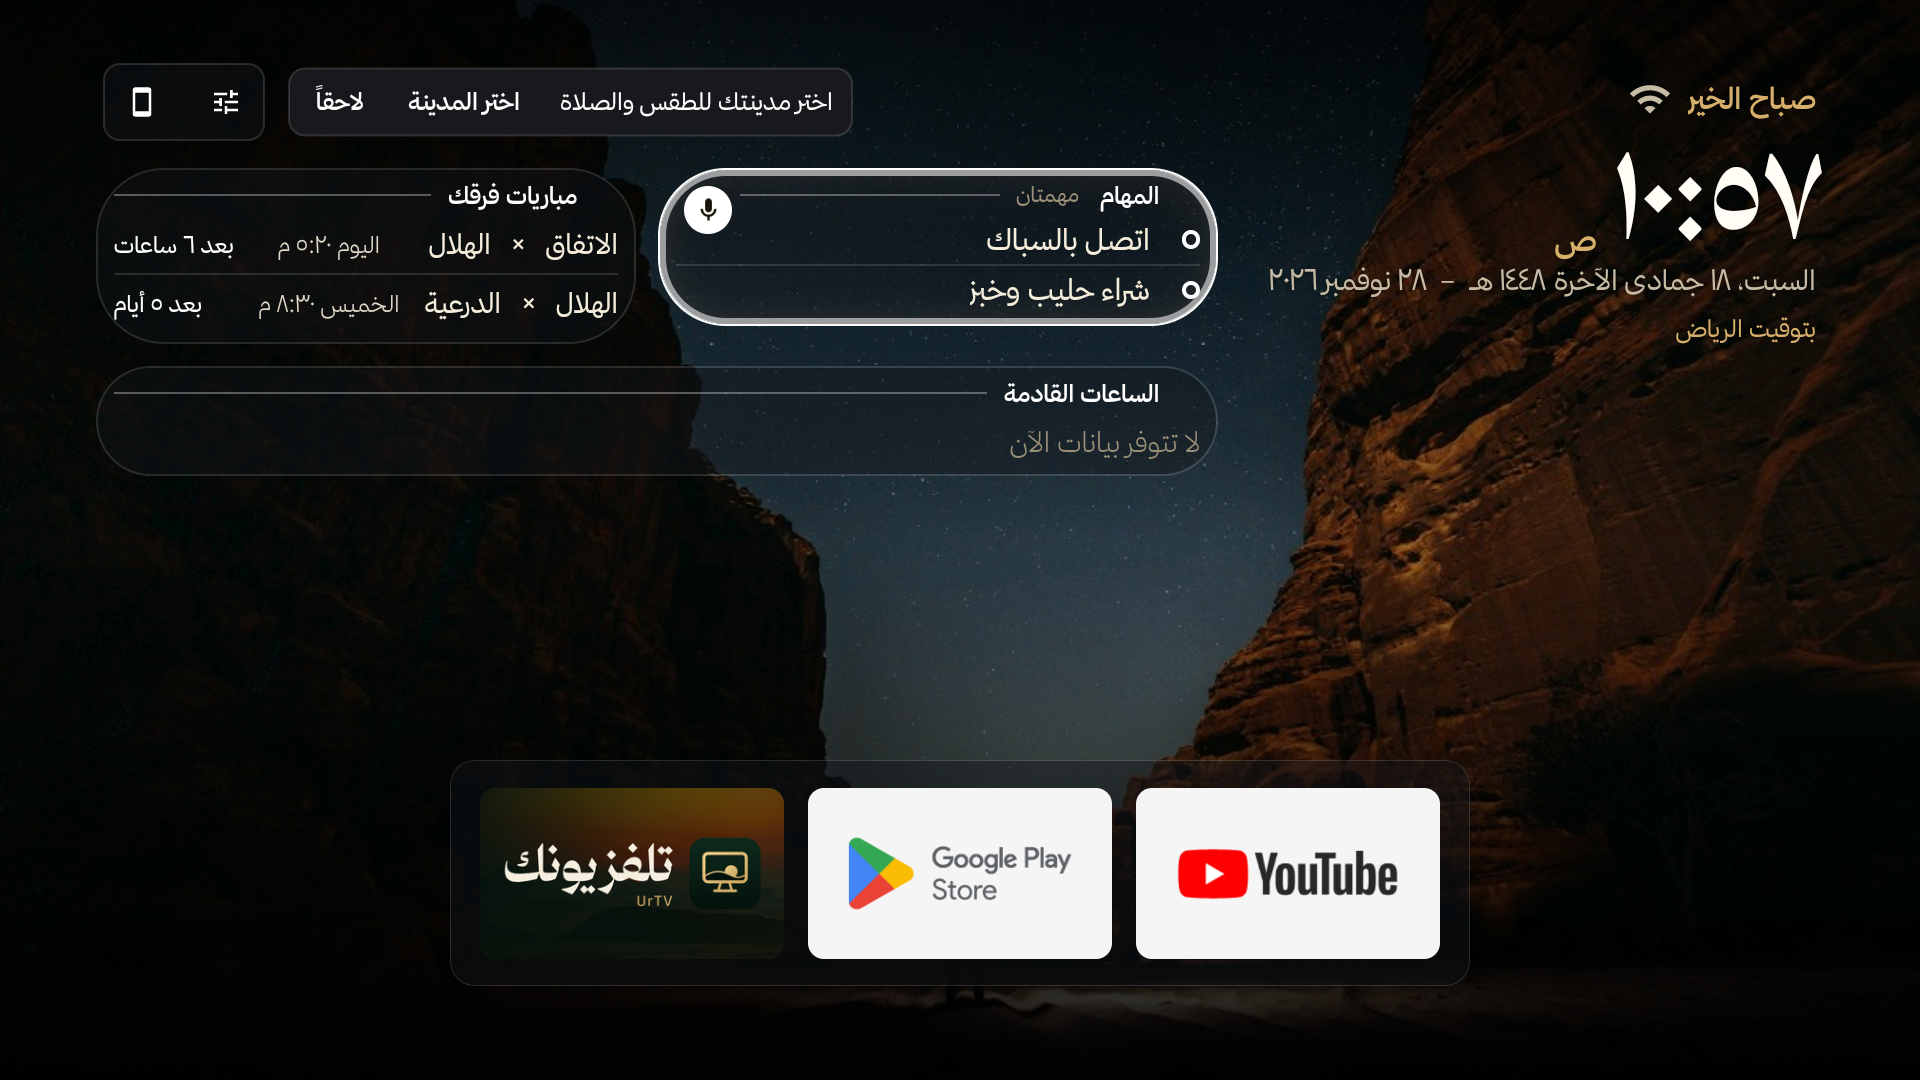 صباح الخير
١٠:٥٧ ص
السبت، ١٨ جمادى الآخرة ١٤٤٨ هـ – ٢٨ نوفمبر ٢٠٢٦
بتوقيت الرياض
اختر مدينتك للطقس والصلاة اختر المدينة لاحقاً
المهام مهمتان
اتصل بالسباك
شراء حليب وخبز
مباريات فرقك
الاتفاق × الهلال اليوم ٥:٢٠ م بعد ٦ ساعات
الهلال × الدرعية الخميس ٨:٣٠ م بعد ٥ أيام
الساعات القادمة
لا تتوفر بيانات الآن
YouTube
Google Play
Store
تلفزيونك
UrTV